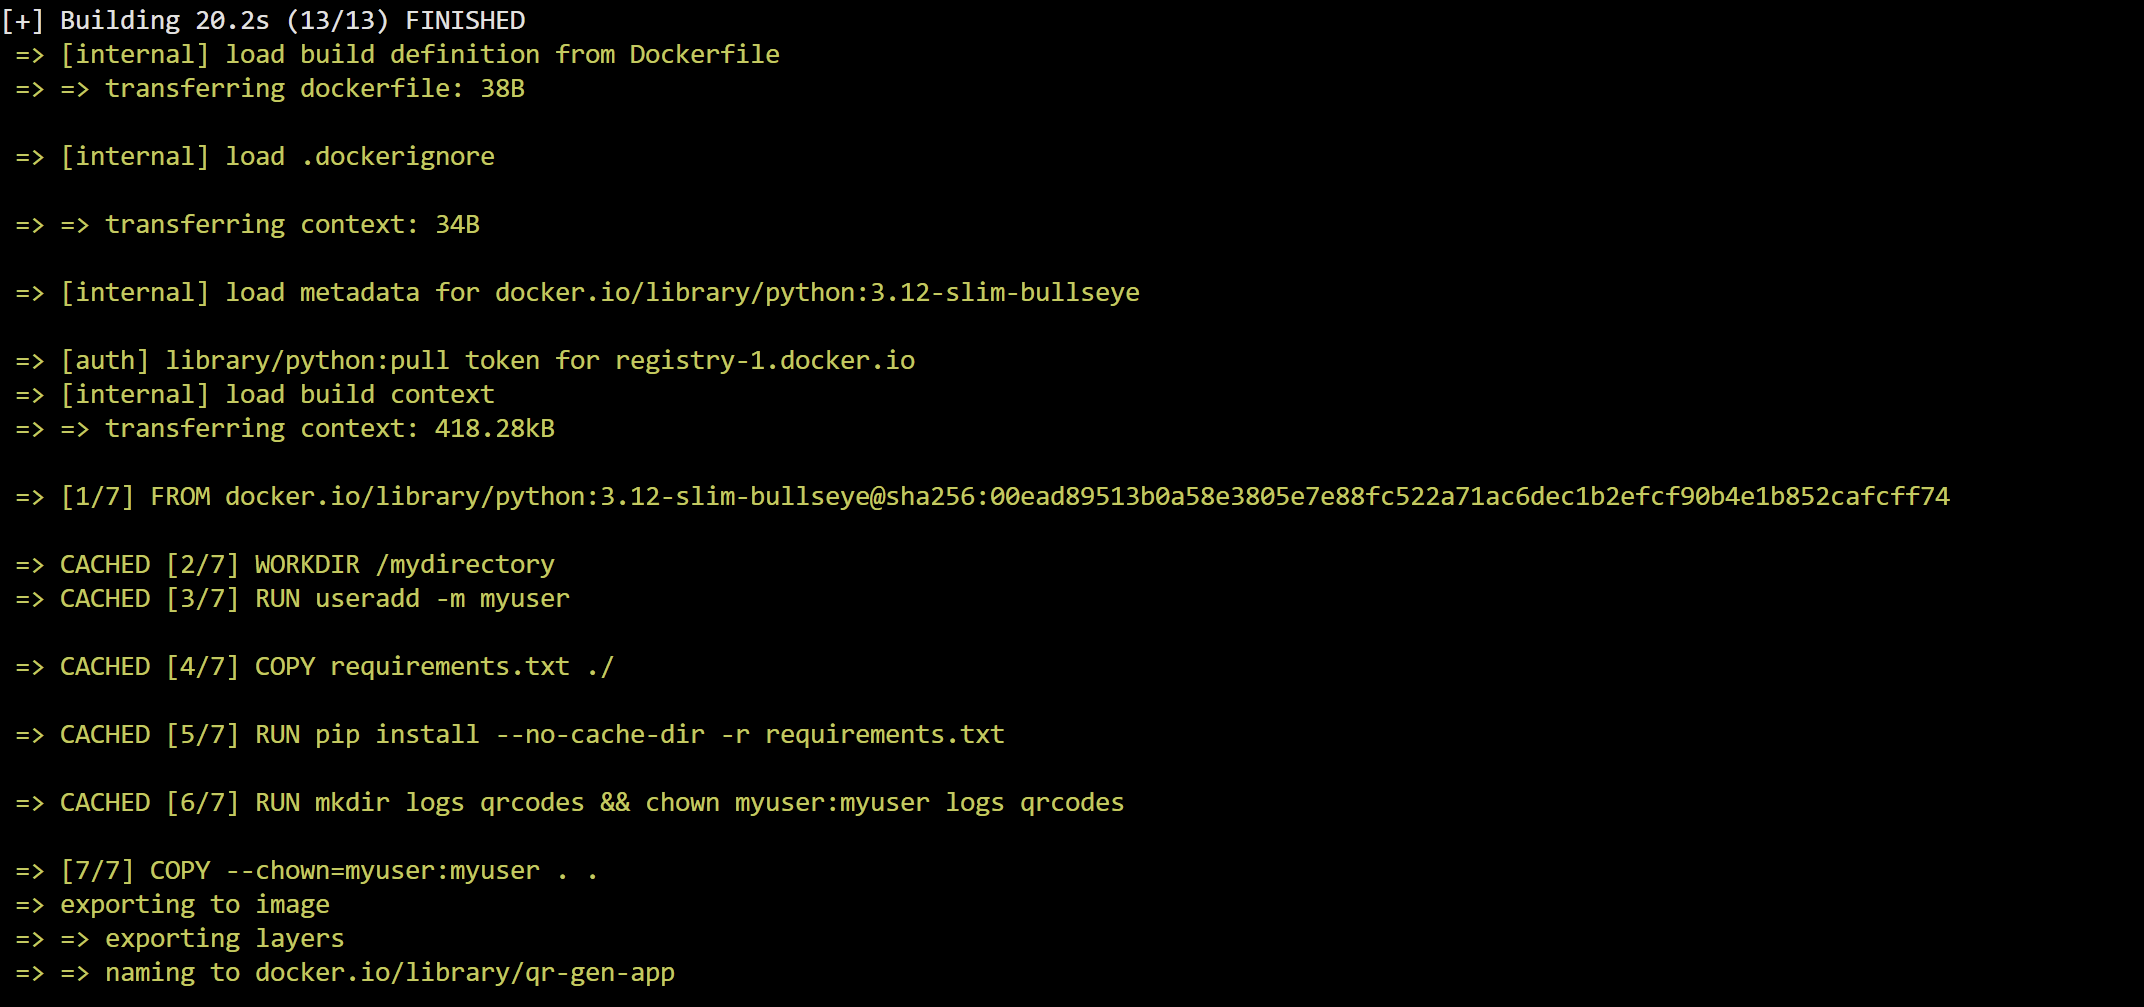 [+] Building 20.2s (13/13) FINISHED
=> [internal] load build definition from Dockerfile
=> => transferring dockerfile: 38B
=> [internal] load .dockerignore
=> => transferring context: 34B
=> [internal] load metadata for docker.io/library/python:3.12-slim-bullseye
=> [auth] library/python:pull token for registry-1.docker.io
=> [internal] load build context
=> => transferring context: 418.28kB
=> [1/7] FROM docker.io/library/python:3.12-slim-bullseye@sha256:00ead89513b0a58e3805e7e88fc522a71ac6dec1b2efcf90b4e1b852cafcff74
=> CACHED [2/7] WORKDIR /mydirectory
=> CACHED [3/7] RUN useradd -m myuser
=> CACHED [4/7] COPY requirements.txt ./
=> CACHED [5/7] RUN pip install --no-cache-dir -r requirements.txt
=> CACHED [6/7] RUN mkdir logs qrcodes && chown myuser:myuser logs qrcodes
=> [7/7] COPY --chown=myuser:myuser . .
=> exporting to image
=> => exporting layers
=> => naming to docker.io/library/qr-gen-app